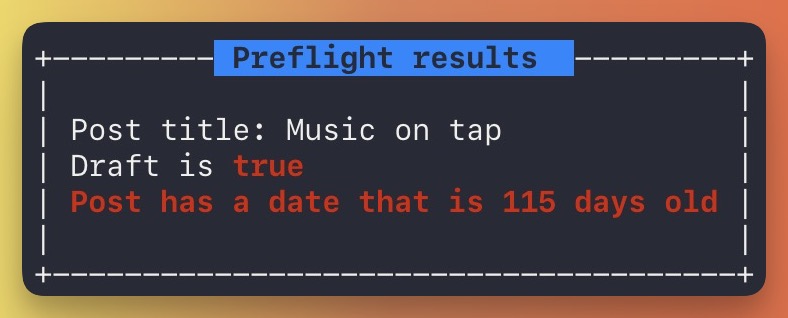 Preflight results
Post title: Music on tap
Draft is true
Post has a date that is 115 days old